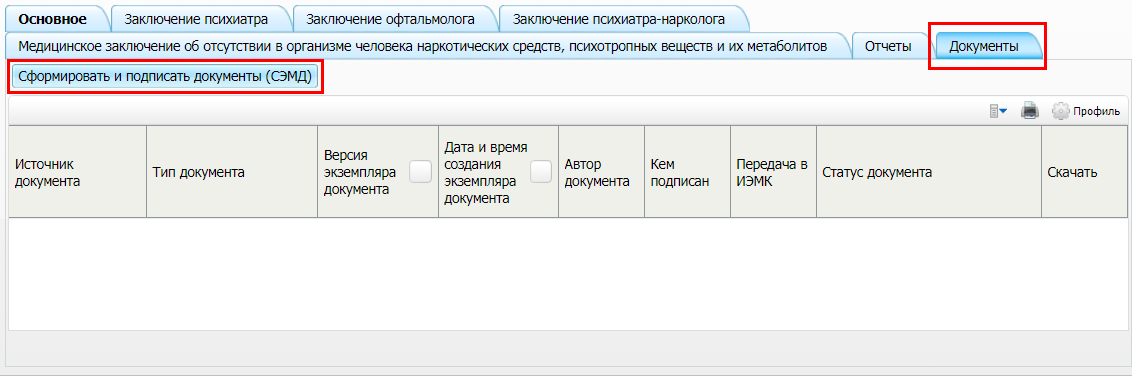 Основное Заключение психиатра Заключение офтальмолога Заключение психиатра-нарколога
Медицинское заключение об отсутствии в организме человека наркотических средств, психотропных веществ и их метаболитов Отчеты Документы
Сформировать и подписать документы (СЭМД)
Профиль
Источник
документа
Тип документа
Версия
экземпляра
документа
Дата и время
создания
экземпляра
документа
Автор
документа
Кем
подписан
Передача в
ИЭМК
Статус документа
Скачать